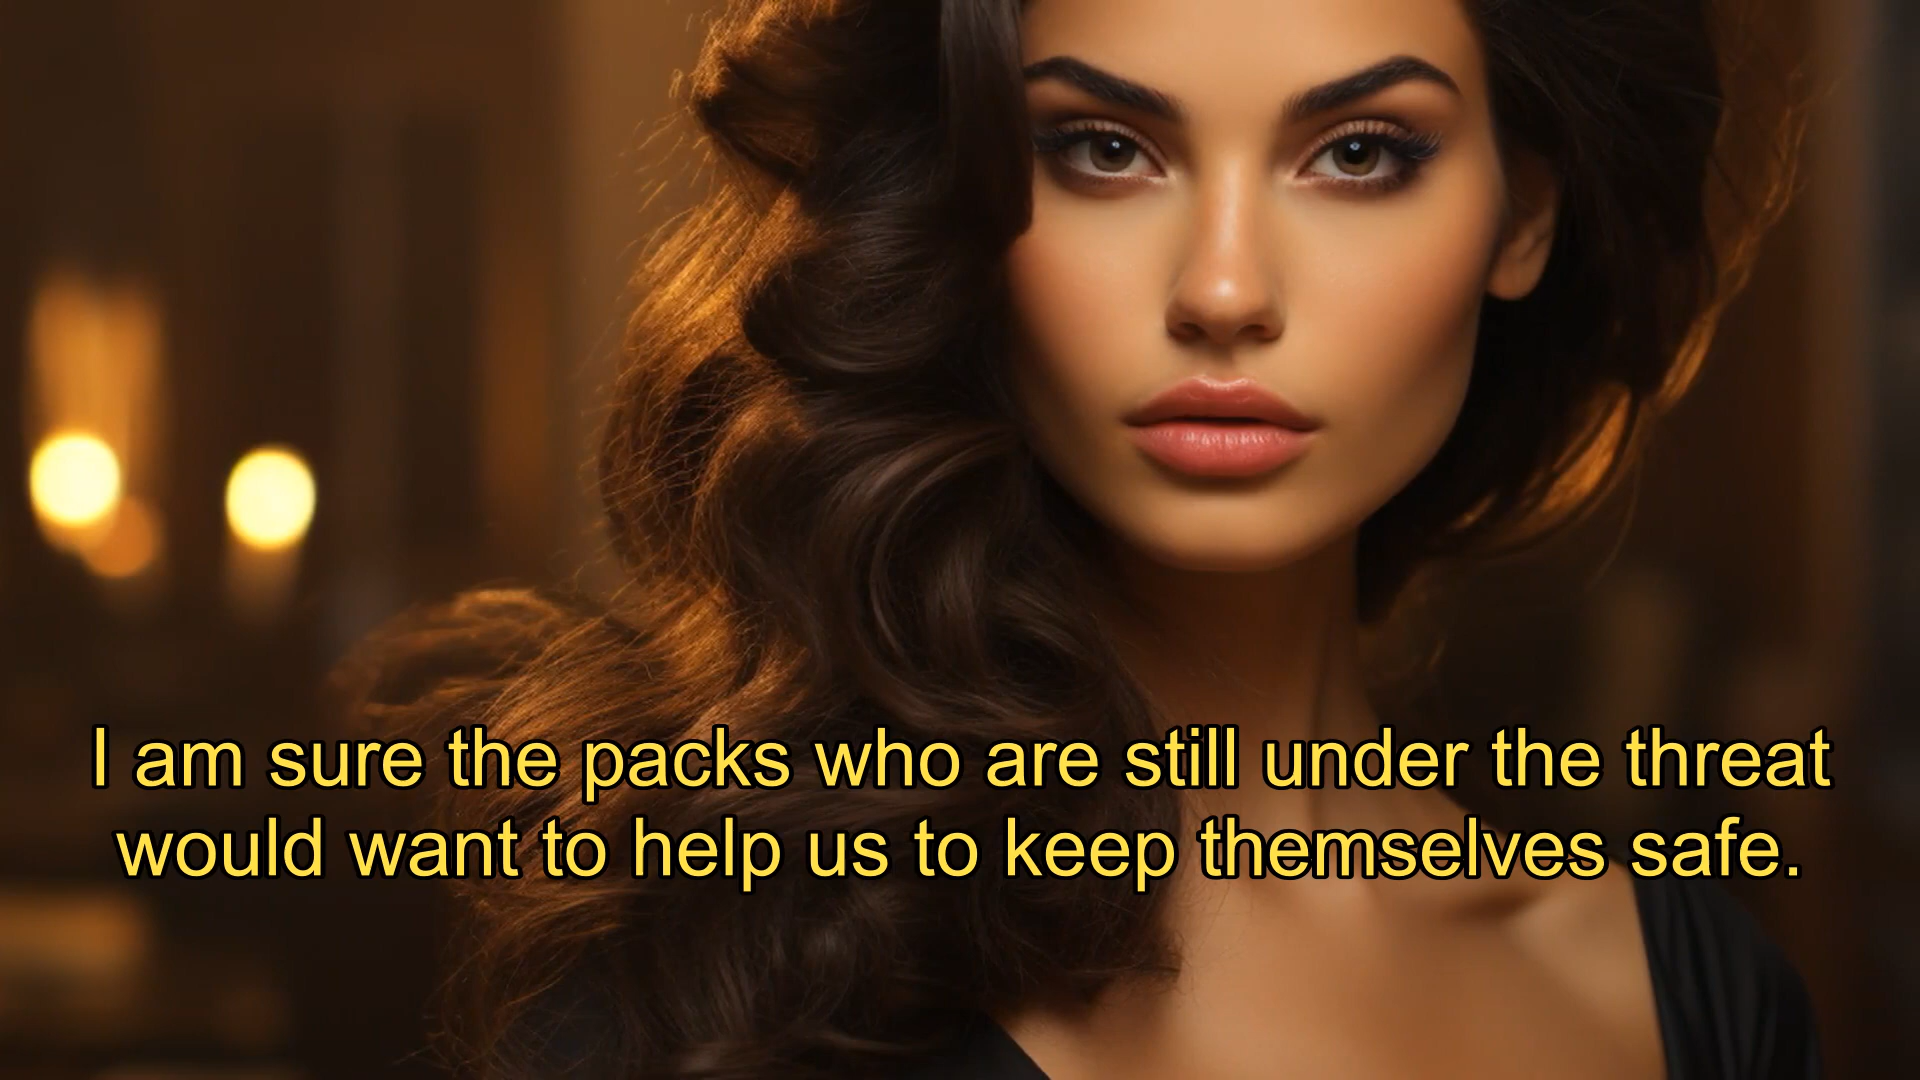 I am sure the packs who are still under the threat
would want to help us to keep themselves safe.